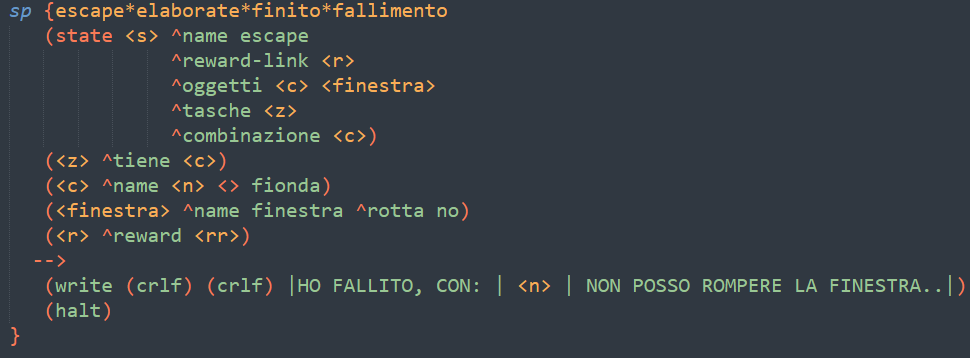 sp {escape*elaborate*finito*fallimento
(state <s> ^name escape
^reward-link <r>
^oggetti <c> <finestra>
^tasche <z>
^combinazione <c>)
(<z> ^tiene <c>)
(<c> ^name <n> <> fionda)
(<finestra> ^name finestra ^rotta no)
(<r> ^reward <rr>)
-->
(write (crlf) (crlf) |HO FALLITO, CON: | <n> | NON POSSO ROMPERE LA FINESTRA..|)
(halt)
}